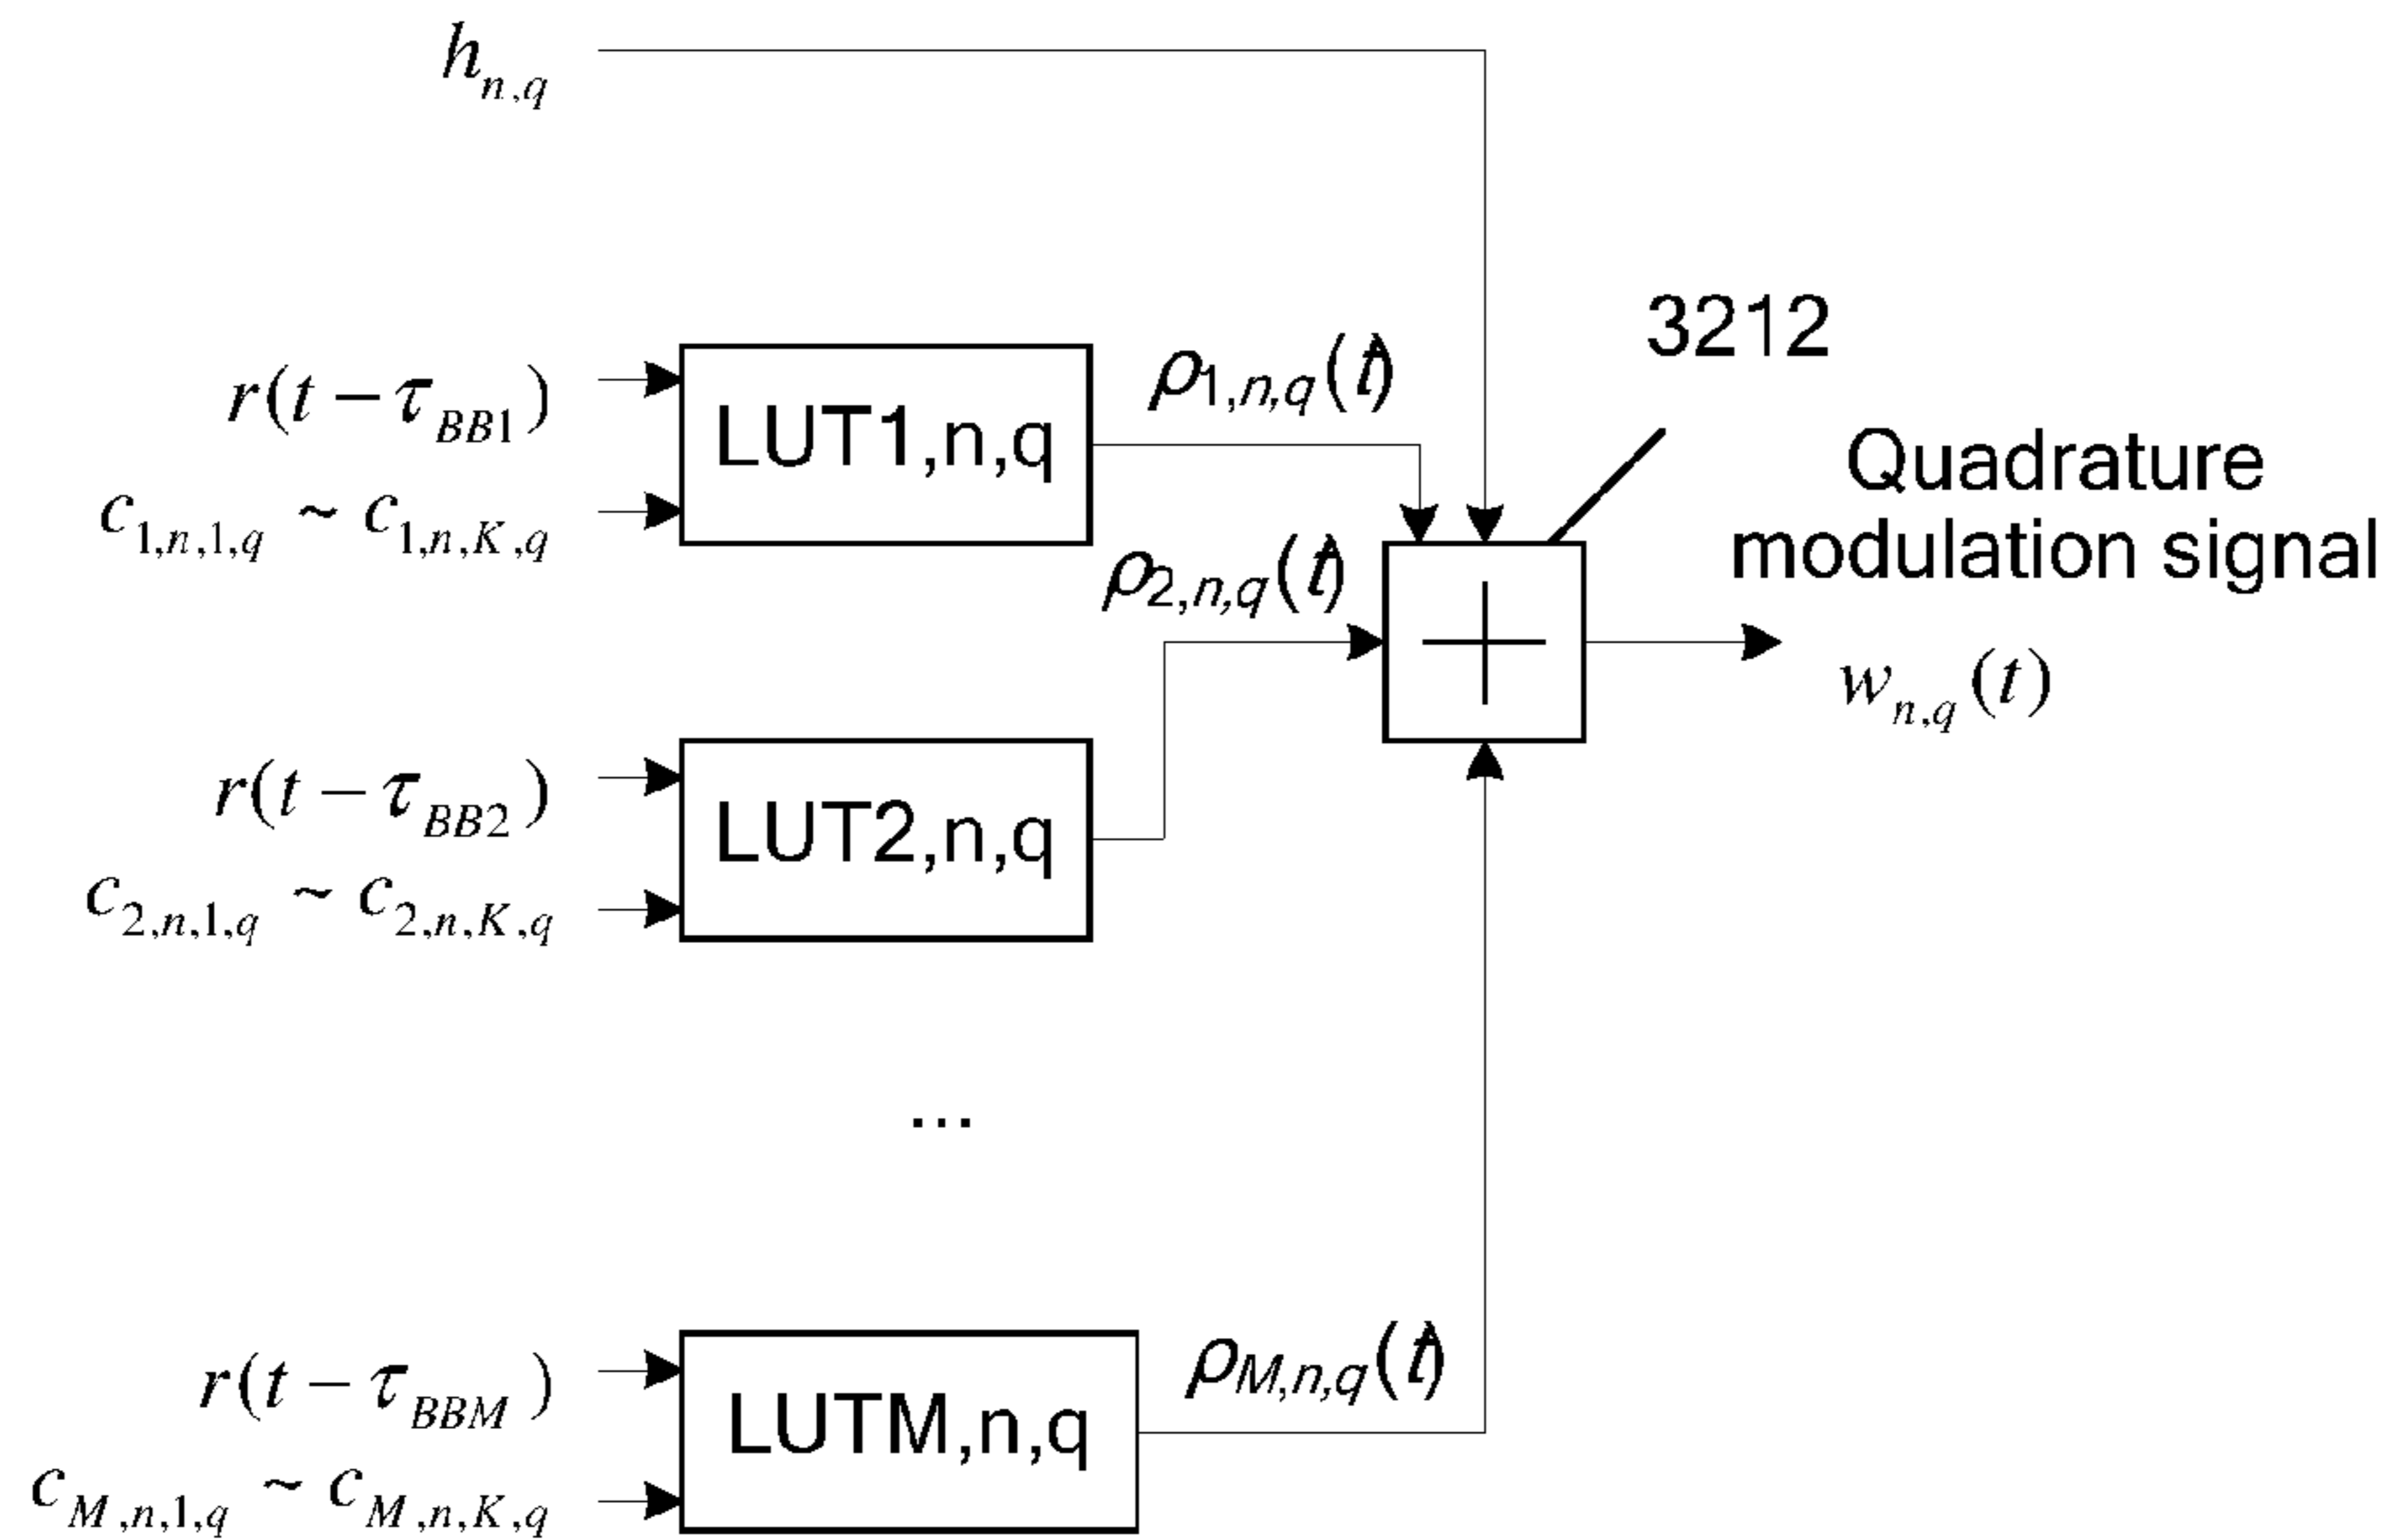 h_{n,q}
3212
r(t − τ_{BB1})
c_{1,n,1,q} ~ c_{1,n,K,q}
LUT1,n,q
ρ_{1,n,q}(t)
Quadrature
modulation signal
ρ_{2,n,q}(t)
+
w_{n,q}(t)
r(t − τ_{BB2})
c_{2,n,1,q} ~ c_{2,n,K,q}
LUT2,n,q
...
r(t − τ_{BBM})
c_{M,n,1,q} ~ c_{M,n,K,q}
LUTM,n,q
ρ_{M,n,q}(t)